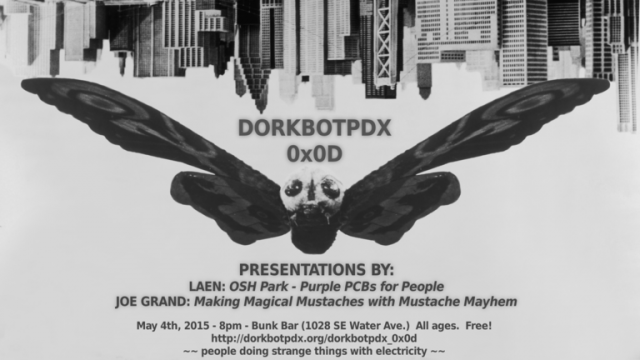 DORKBOTPDX
0x0D
PRESENTATIONS BY:
LAEN: OSH Park - Purple PCBs for People
JOE GRAND: Making Magical Mustaches with Mustache Mayhem
May 4th, 2015 - 8pm - Bunk Bar (1028 SE Water Ave.)  All ages.  Free!
http://dorkbotpdx.org/dorkbotpdx_0x0d
~~ people doing strange things with electricity ~~